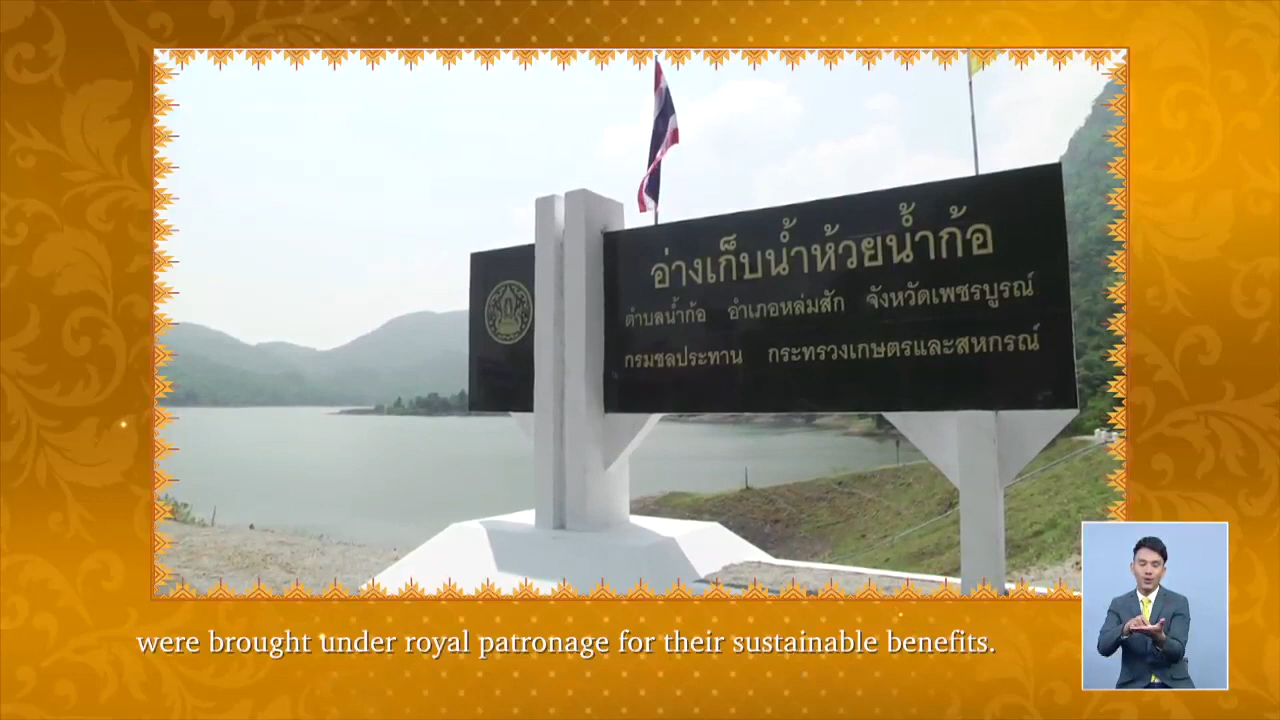 อ่างเก็บน้ำห้วยน้ำก้อ
ตำบลน้ำก้อ อำเภอหล่มสัก จังหวัดเพชรบูรณ์
กรมชลประทาน กระทรวงเกษตรและสหกรณ์
were brought under royal patronage for their sustainable benefits.